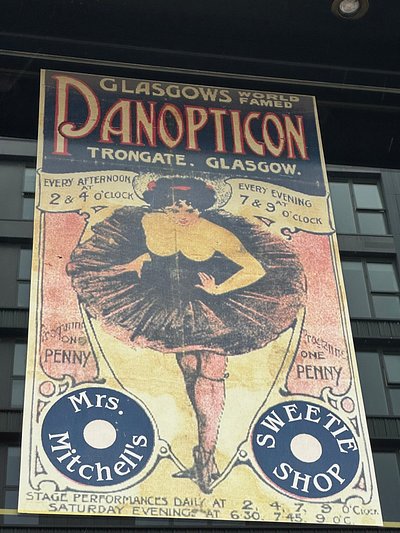 GLASGOWS WORLD FAMED
PANOPTICON
TRONGATE. GLASGOW.
EVERY AFTERNOON
AT
2 & 4 O'CLOCK
EVERY EVENING
AT
7 & 9 O'CLOCK
ONE
PENNY
ONE
PENNY
Mrs.
Mitchell's
SWEETIE
SHOP
STAGE PERFORMANCES DAILY AT 2, 4, 7, 9 O'CLOCK
SATURDAY EVENINGS AT 6.30 7.45 9 O'C